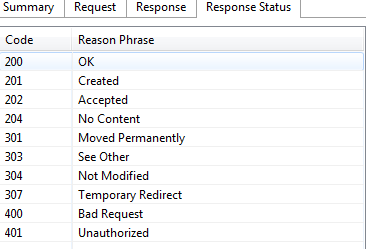 Summary Request Response Response Status
Code Reason Phrase
200 OK
201 Created
202 Accepted
204 No Content
301 Moved Permanently
303 See Other
304 Not Modified
307 Temporary Redirect
400 Bad Request
401 Unauthorized